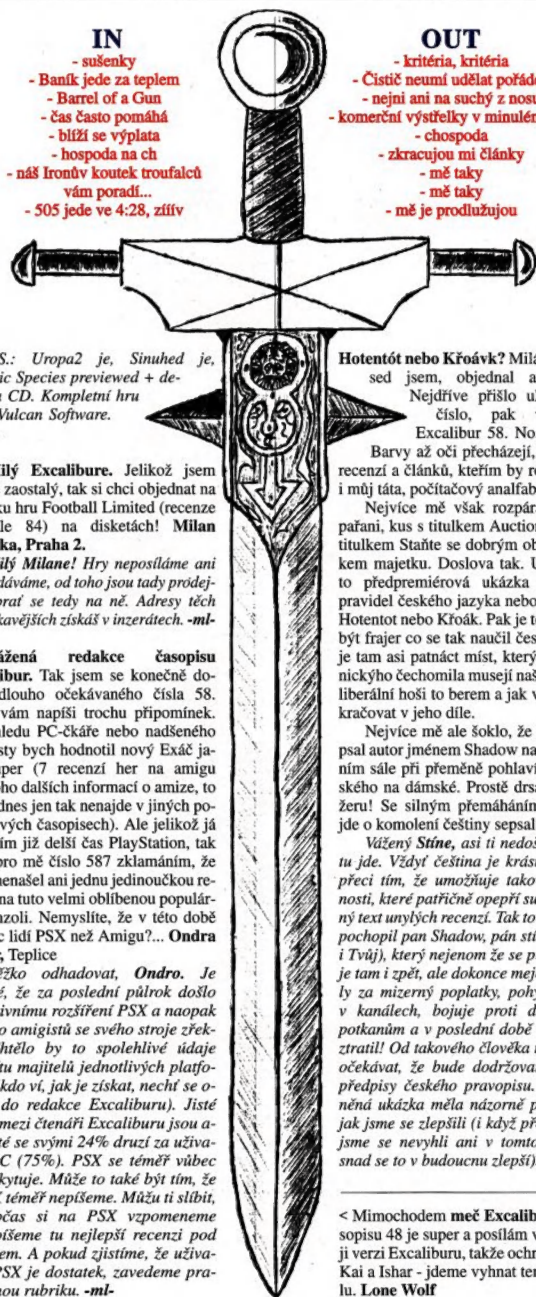 IN
- sušenky
- Baník jede za teplem
- Barrel of a Gun
- čas často pomáhá
- blíží se výplata
- hospoda na ch
- náš Ironův koutek troufalců
vám poradí...
- 505 jede ve 4:28, zííív
OUT
- kritéria, kritéria
- Čistič neumí udělat pořáde
- nejni ani na suchý z nosu
- komerční výstřelky v minulém
- chospoda
- zkracujou mi články
- mě taky
- mě taky
- mě je prodlužujou
S.: Uropa2 je, Sinuhed je,
ic Species previewed + de-
CD. Kompletní hru
Vulcan Software.
ilý Excalibure. Jelikož jsem
zaostalý, tak si chci objednat na
ku hru Football Limited (recenze
le 84) na disketách! Milan
ka, Praha 2.
ilý Milane! Hry neposíláme ani
dáváme, od toho jsou tady prodej-
brať se tedy na ně. Adresy těch
kavějších získáš v inzerátech. -ml-
ážená redakce časopisu
libur. Tak jsem se konečně do-
dlouho očekávaného čísla 58.
vám napíši trochu připomínek.
hledu PC-čkáře nebo nadšeného
sty bych hodnotil nový Exáč ja-
per (7 recenzí her na amigu
ho dalších informací o amize, to
dnes jen tak nenajde v jiných po-
vých časopisech). Ale jelikož já
ím již delší čas PlayStation, tak
pro mě číslo 587 zklamáním, že
nenašel ani jednu jedinoučkou re-
na tuto velmi oblíbenou populár-
nzoli. Nemyslíte, že v této době
c lidí PSX než Amigu?... Ondra
, Teplice
ěžko odhadovat, Ondro. Je
é, že za poslední půlrok došlo
ivnímu rozšíření PSX a naopak
o amigistů se svého stroje zřek-
htělo by to spolehlivé údaje
tu majitelů jednotlivých platfo-
kdo ví, jak je získat, nechť se o-
do redakce Excaliburu). Jisté
mezi čtenáři Excaliburu jsou a-
té se svými 24% druzí za uživa-
C (75%). PSX se téměř vůbec
kytuje. Může to také být tím, že
X téměř nepíšeme. Můžu ti slíbit,
bčas si na PSX vzpomeneme
píšeme tu nejlepší recenzi pod
em. A pokud zjistíme, že uživa-
PSX je dostatek, zavedeme pra-
nou rubriku. -ml-
Hotentót nebo Křoávk? Milá
sed jsem, objednal a
Nejdříve přišlo u
číslo, pak
Excalibur 58. No
Barvy až oči přecházejí,
recenzí a článků, kteřím by ro
i můj táta, počítačový analfab
Nejvíce mě však rozpára
pařani, kus s titulkem Auction
titulkem Staňte se dobrým ob
kem majetku. Doslova tak. U
to předpremiérová ukázka
pravidel českého jazyka nebo
Hotentot nebo Křoák. Pak je to
být frajer co se tak naučil čes
je tam asi patnáct míst, který
nickýho čechomila musejí naš
liberální hoši to berem a jak v
kračovat v jeho díle.
Nejvíce mě ale šoklo, že
psal autor jménem Shadow na
ním sále při přeměně pohlaví
ského na dámské. Prostě drsa
žeru! Se silným přemáháním
jde o komolení češtiny sepsal
Vážený Stíne, asi ti nedoš
tu jde. Vždyť čeština je krásn
přeci tím, že umožňuje takov
nosti, které patřičně opepří su
ný text unylých recenzí. Tak to
pochopil pan Shadow, pán stí
i Tvůj), který nejenom že se p
je tam i zpět, ale dokonce mej
ly za mizerný poplatky, pohy
v kanálech, bojuje proti d
potkanům a v poslední době
ztratil! Od takového člověka n
očekávat, že bude dodržova
předpisy českého pravopisu.
něná ukázka měla názorně p
jak jsme se zlepšili (i když př
jsme se nevyhli ani v tomto
snad se to v budoucnu zlepší)
< Mimochodem meč Excalib
sopisu 48 je super a posílám v
ji verzi Excaliburu, takže ochr
Kai a Ishar - jdeme vyhnat ten
lu. Lone Wolf